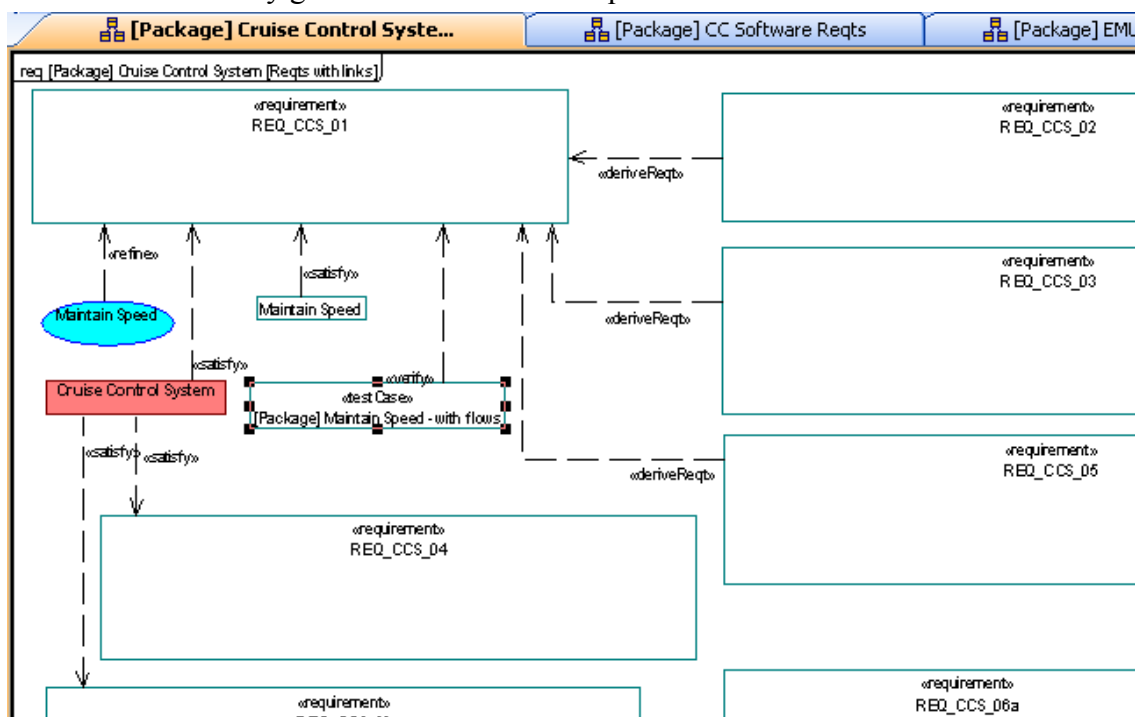 [Package] Cruise Control Syste...
[Package] CC Software Reqts
[Package] EMU
req [Package] Cruise Control System [Reqts with links]
«requirement»
REQ_CCS_01
«requirement»
REQ_CCS_02
«deriveReqt»
«refine»
«satisfy»
Maintain Speed
Maintain Speed
«requirement»
REQ_CCS_03
«deriveReqt»
«satisfy»
Cruise Control System
«verify»
«testCase»
[Package] Maintain Speed - with flows
«satisfy»
«satisfy»
«deriveReqt»
«requirement»
REQ_CCS_05
«requirement»
REQ_CCS_04
«requirement»
«requirement»
REQ_CCS_06a